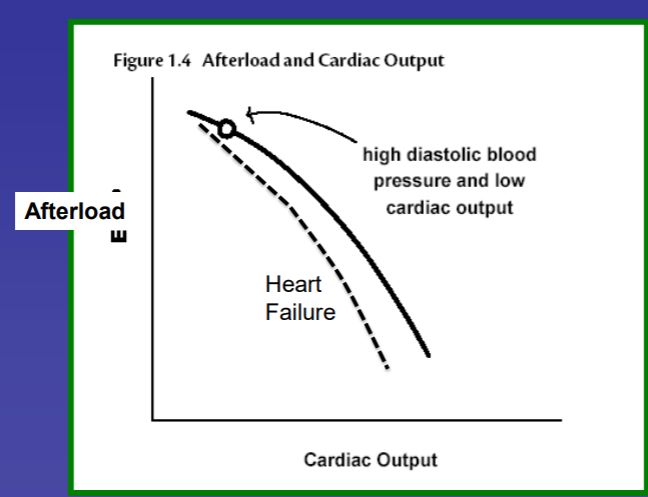 Figure 1.4 Afterload and Cardiac Output
high diastolic blood
pressure and low
cardiac output
Afterload
Heart
Failure
Cardiac Output